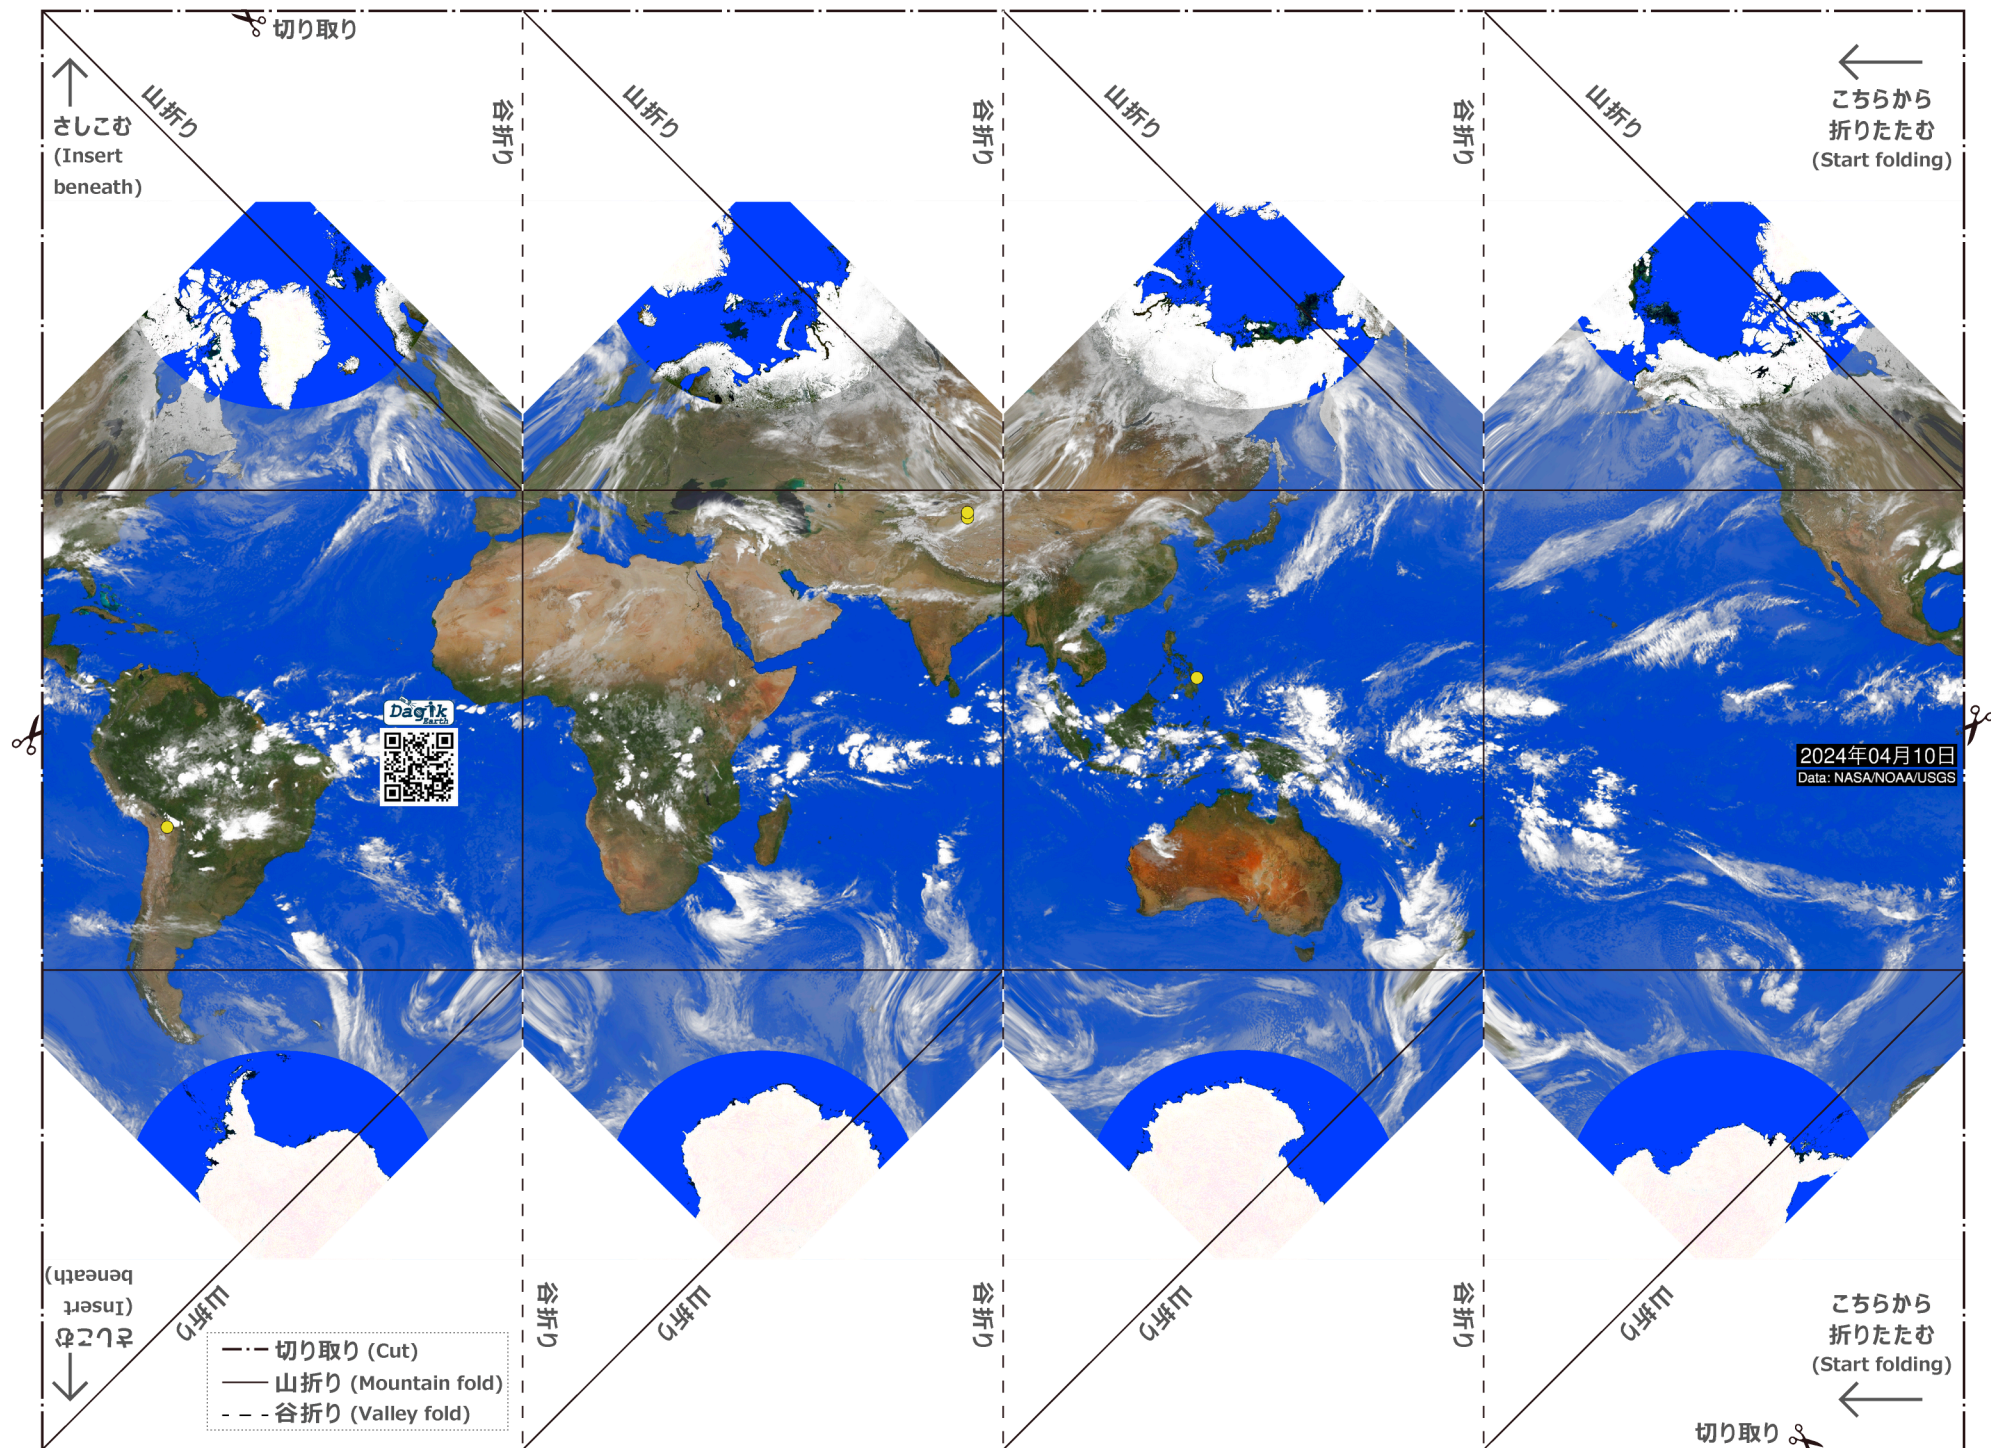 切り取り
さしこむ
(Insert
beneath)
山折り
谷折り
山折り
谷折り
山折り
谷折り
山折り
こちらから
折りたたむ
(Start folding)
Dagik
Earth
2024年04月10日
Data: NASA/NOAA/USGS
さしこむ
(Insert
beneath)
山折り
谷折り
山折り
谷折り
山折り
谷折り
山折り
こちらから
折りたたむ
(Start folding)
切り取り (Cut)
山折り (Mountain fold)
谷折り (Valley fold)
切り取り